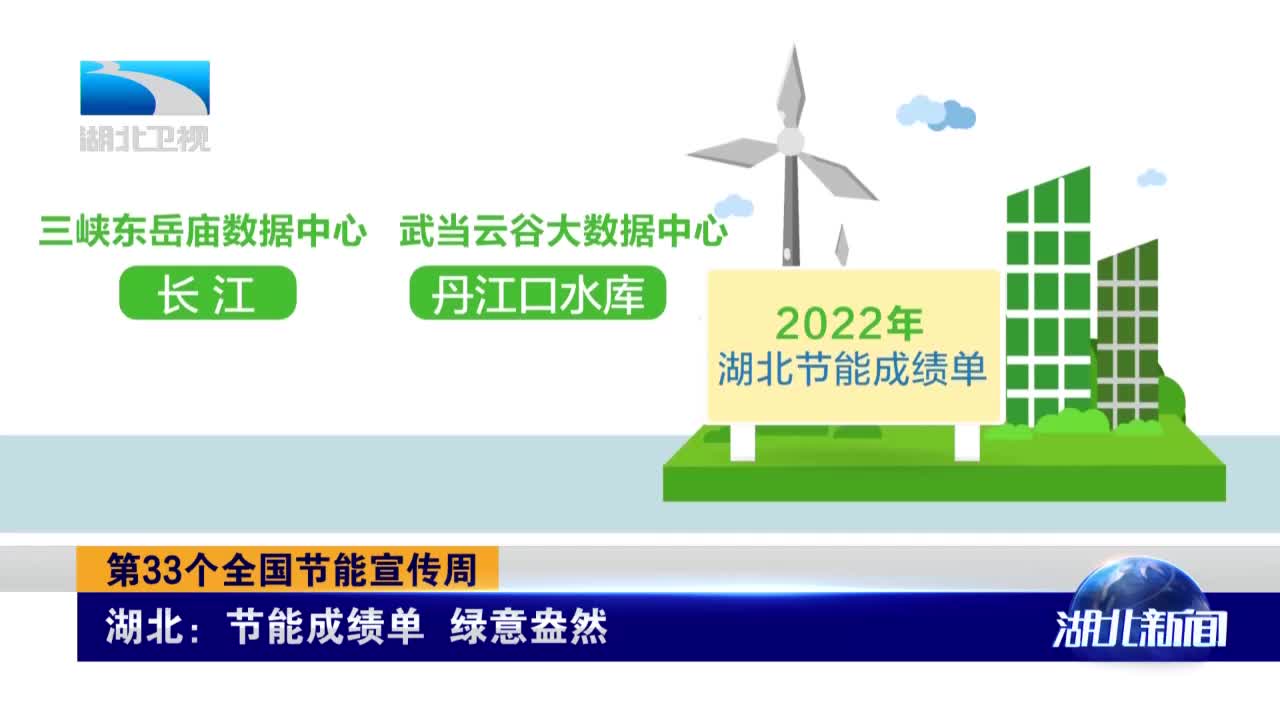 湖北卫视
三峡东岳庙数据中心 武当云谷大数据中心
长江 丹江口水库
2022年
湖北节能成绩单
第33个全国节能宣传周
湖北：节能成绩单 绿意盎然
湖北新闻